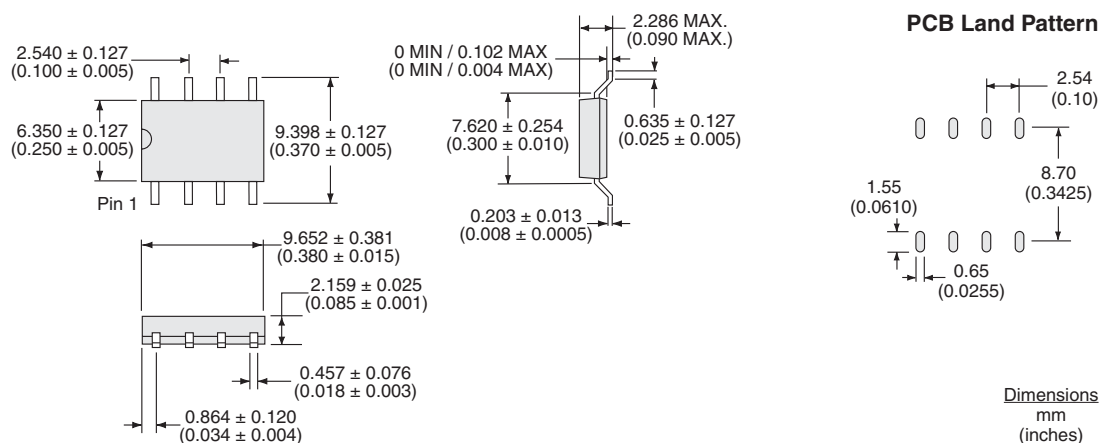 2.540 ± 0.127
(0.100 ± 0.005)
6.350 ± 0.127
(0.250 ± 0.005)
9.398 ± 0.127
(0.370 ± 0.005)
Pin 1
2.286 MAX.
(0.090 MAX.)
0 MIN / 0.102 MAX
(0 MIN / 0.004 MAX)
7.620 ± 0.254
(0.300 ± 0.010)
0.635 ± 0.127
(0.025 ± 0.005)
0.203 ± 0.013
(0.008 ± 0.0005)
9.652 ± 0.381
(0.380 ± 0.015)
2.159 ± 0.025
(0.085 ± 0.001)
0.457 ± 0.076
(0.018 ± 0.003)
0.864 ± 0.120
(0.034 ± 0.004)
PCB Land Pattern
2.54
(0.10)
8.70
(0.3425)
1.55
(0.0610)
0.65
(0.0255)
Dimensions
mm
(inches)